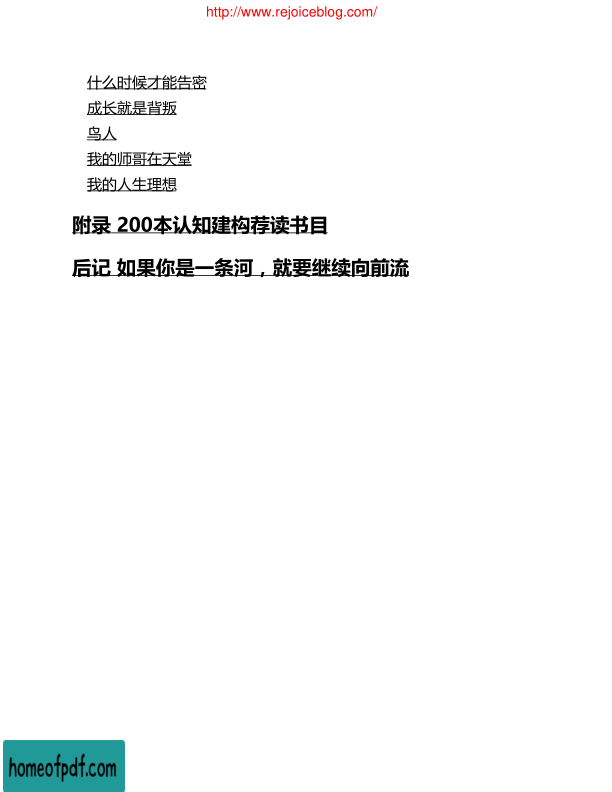 http://www.rejoiceblog.com/
什么时候才能告密
成长就是背叛
鸟人
我的师哥在天堂
我的人生理想
附录 200本认知建构荐读书目
后记 如果你是一条河，就要继续向前流
homeofpdf.com